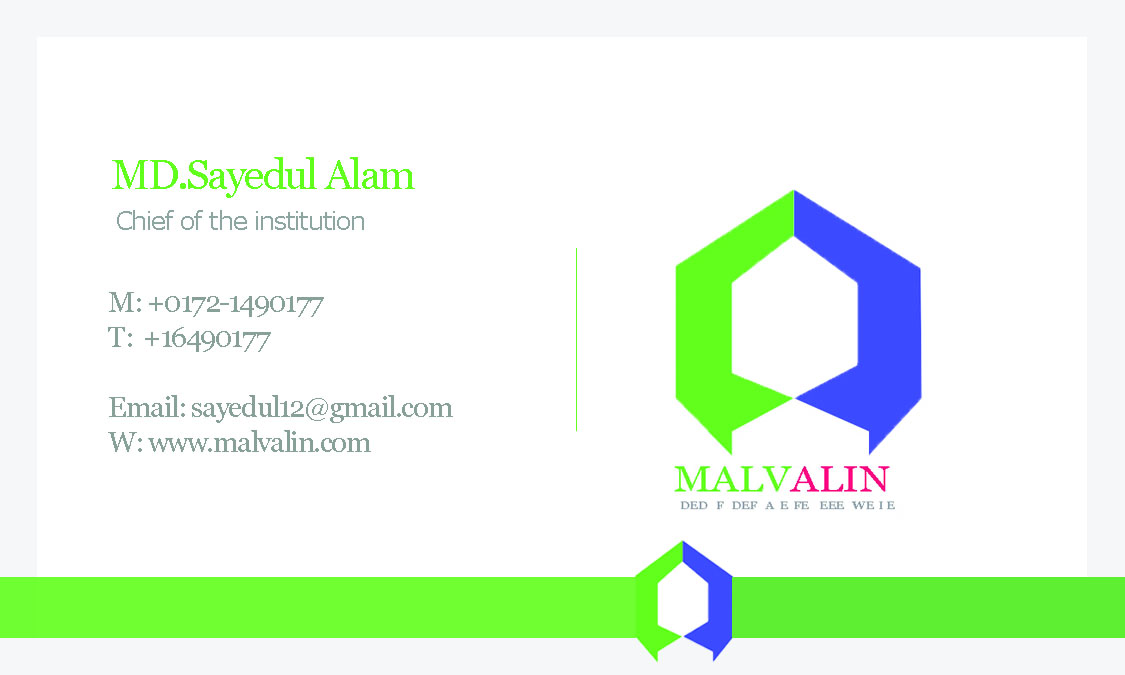 MD.Sayedul Alam
Chief of the institution
M: +0172-1490177
T: +16490177
Email: sayedul12@gmail.com
W: www.malvalin.com
MALVALIN
DED F DEF A E FE EEE WE I E